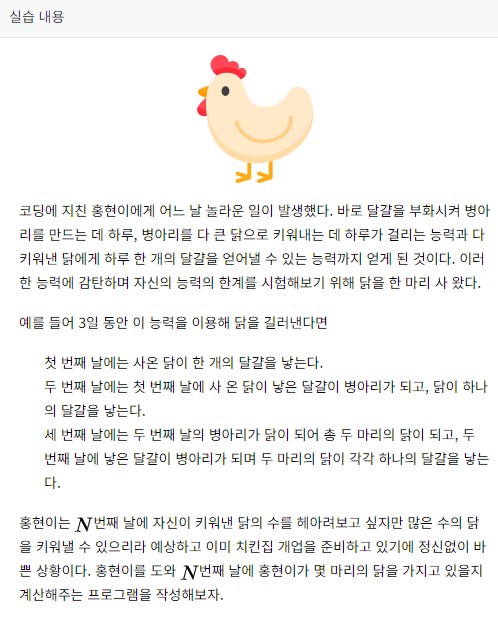 실습 내용
코딩에 지친 홍현이에게 어느 날 놀라운 일이 발생했다. 바로 달걀을 부화시켜 병아
리를 만드는 데 하루, 병아리를 다 큰 닭으로 키워내는 데 하루가 걸리는 능력과 다
키워낸 닭에게 하루 한 개의 달걀을 얻어낼 수 있는 능력까지 얻게 된 것이다. 이러
한 능력에 감탄하며 자신의 능력의 한계를 시험해보기 위해 닭을 한 마리 사 왔다.
예를 들어 3일 동안 이 능력을 이용해 닭을 길러낸다면
첫 번째 날에는 사온 닭이 한 개의 달걀을 낳는다.
두 번째 날에는 첫 번째 날에 사 온 닭이 낳은 달걀이 병아리가 되고, 닭이 하나
의 달걀을 낳는다.
세 번째 날에는 두 번째 날의 병아리가 닭이 되어 총 두 마리의 닭이 되고, 두
번째 날에 낳은 달걀이 병아리가 되며 두 마리의 닭이 각각 하나의 달걀을 낳는
다.
홍현이는 N번째 날에 자신이 키워낸 닭의 수를 헤아려보고 싶지만 많은 수의 닭
을 키워낼 수 있으리라 예상하고 이미 치킨집 개업을 준비하고 있기에 정신없이 바
쁜 상황이다. 홍현이를 도와 N번째 날에 홍현이가 몇 마리의 닭을 가지고 있을지
계산해주는 프로그램을 작성해보자.